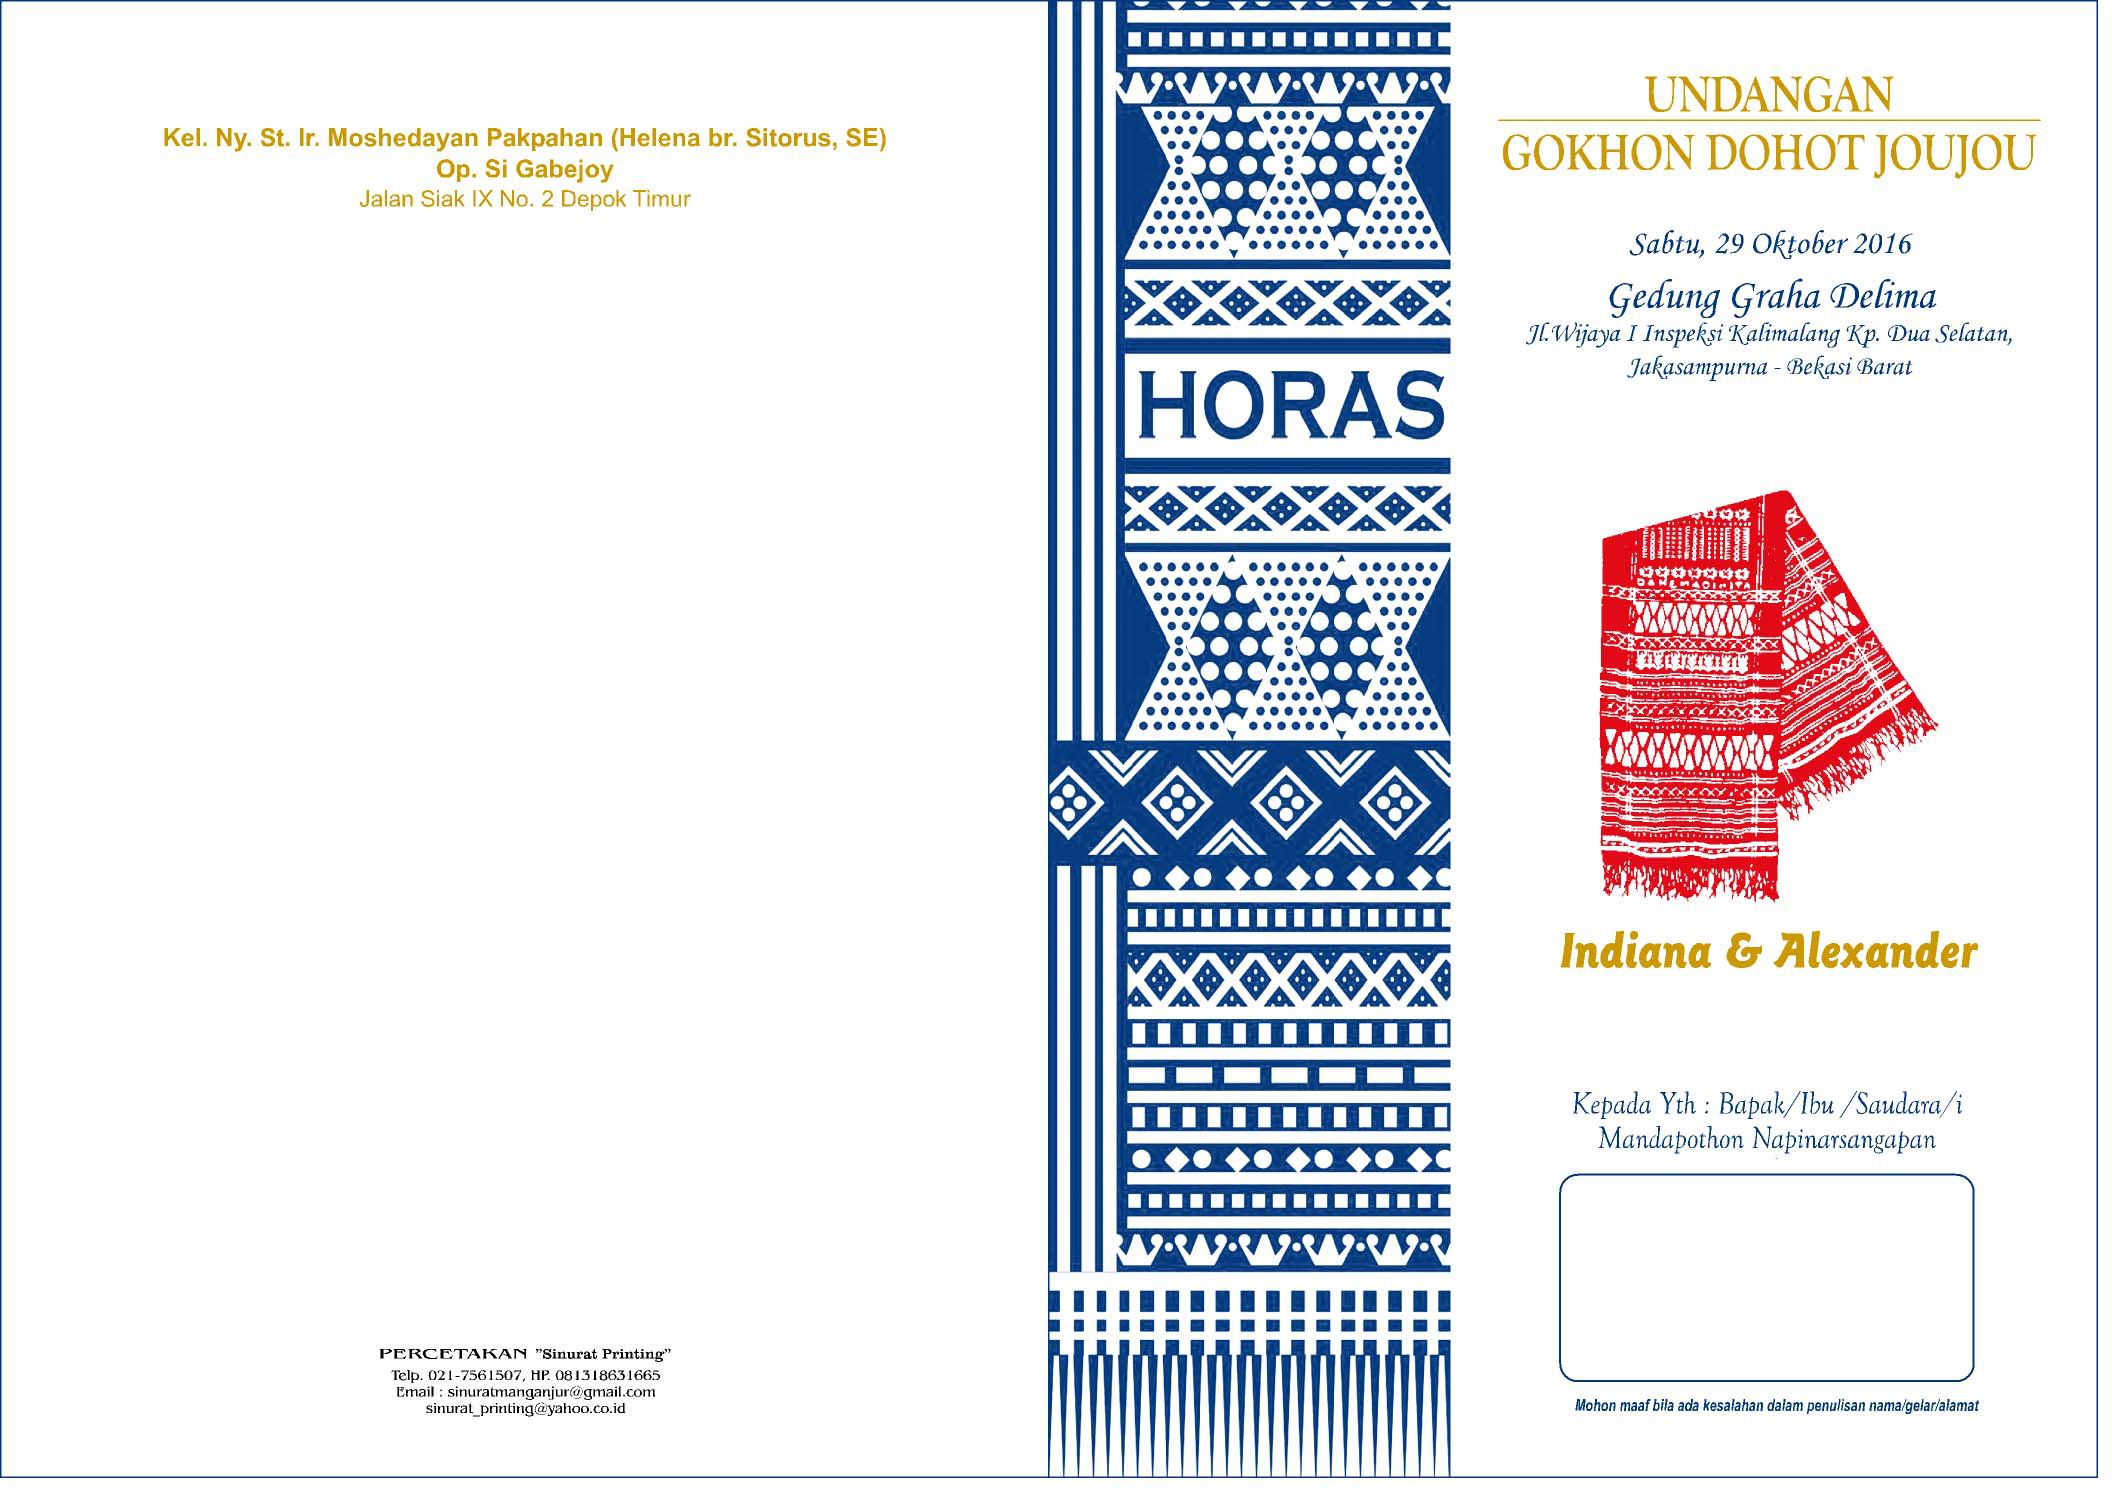 Kel. Ny. St. Ir. Moshedayan Pakpahan (Helena br. Sitorus, SE)
Op. Si Gabejoy
Jalan Siak IX No. 2 Depok Timur
PERCETAKAN "Sinurat Printing"
Telp. 021-7561507, HP. 081318631665
Email : sinuratmanganjur@gmail.com
sinurat_printing@yahoo.co.id
HORAS
UNDANGAN
GOKHON DOHOT JOUJOU
Sabtu, 29 Oktober 2016
Gedung Graha Delima
Jl.Wijaya I Inspeksi Kalimalang Kp. Dua Selatan,
Jakasampurna - Bekasi Barat
Indiana & Alexander
Kepada Yth : Bapak/Ibu /Saudara/i
Mandapothon Napinarsangapan
Mohon maaf bila ada kesalahan dalam penulisan nama/gelar/alamat